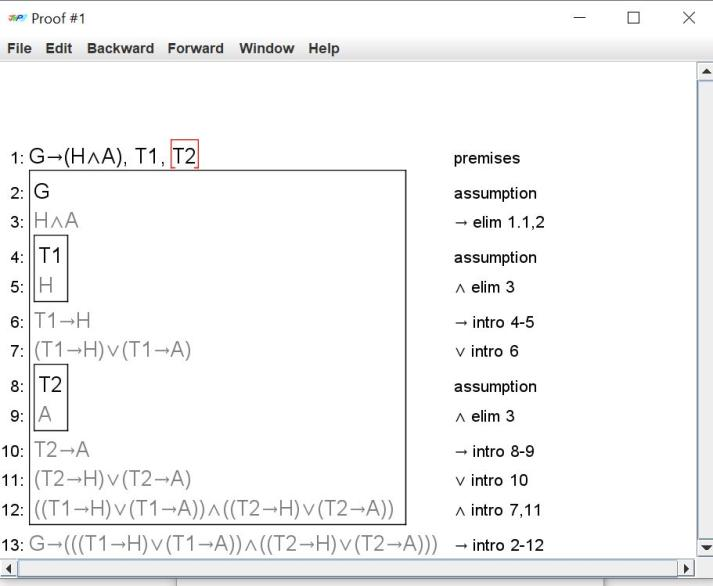 Proof #1
File Edit Backward Forward Window Help
1: G→(H∧A), T1, T2 premises
2: G assumption
3: H∧A → elim 1.1,2
4: T1 assumption
5: H ∧ elim 3
6: T1→H → intro 4-5
7: (T1→H)∨(T1→A) ∨ intro 6
8: T2 assumption
9: A ∧ elim 3
10: T2→A → intro 8-9
11: (T2→H)∨(T2→A) ∨ intro 10
12: ((T1→H)∨(T1→A))∧((T2→H)∨(T2→A)) ∧ intro 7,11
13: G→(((T1→H)∨(T1→A))∧((T2→H)∨(T2→A))) → intro 2-12